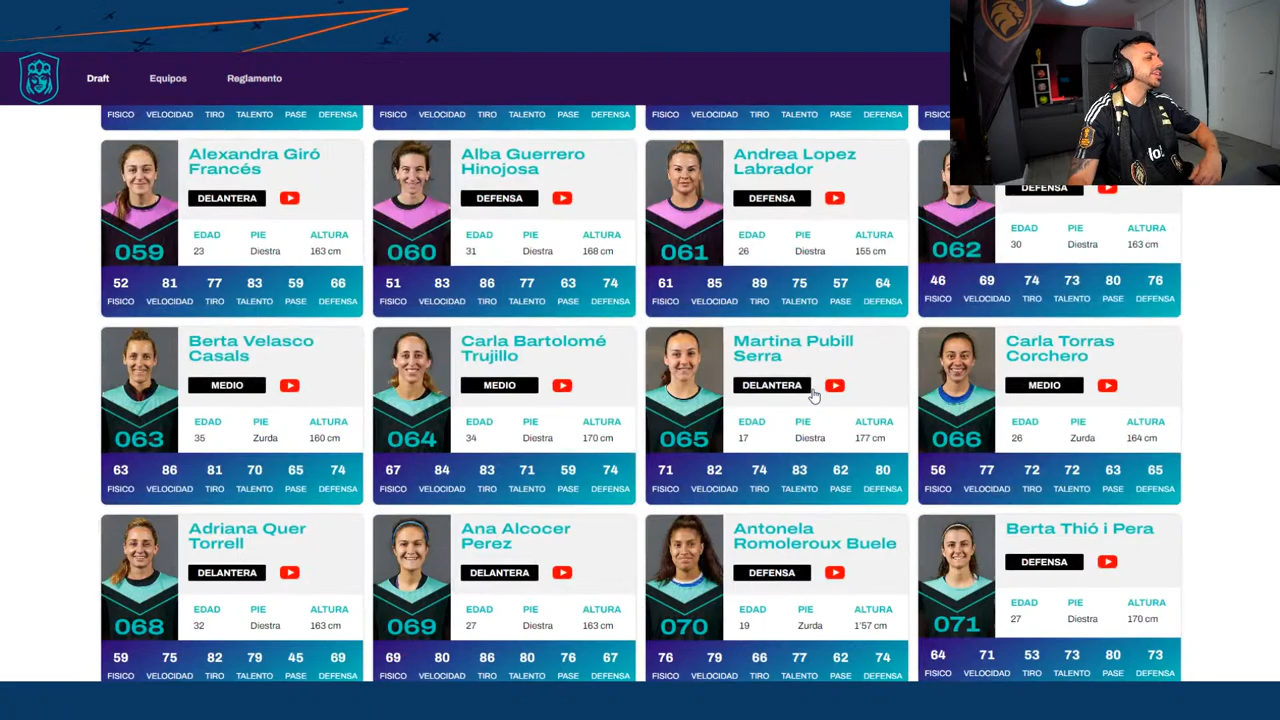 Draft
Equipos
Reglamento
FISICO VELOCIDAD TIRO TALENTO PASE DEFENSA
FISICO VELOCIDAD TIRO TALENTO PASE DEFENSA
FISICO VELOCIDAD TIRO TALENTO PASE DEFENSA
Alexandra Giró
Francés
DELANTERA
EDAD PIE ALTURA
23 Diestra 163 cm
059
52 81 77 83 59 66
FISICO VELOCIDAD TIRO TALENTO PASE DEFENSA
Alba Guerrero
Hinojosa
DEFENSA
EDAD PIE ALTURA
31 Diestra 168 cm
060
51 83 86 77 63 74
FISICO VELOCIDAD TIRO TALENTO PASE DEFENSA
Andrea Lopez
Labrador
DEFENSA
EDAD PIE ALTURA
26 Diestra 155 cm
061
61 85 89 75 57 64
FISICO VELOCIDAD TIRO TALENTO PASE DEFENSA
DEFENSA
EDAD PIE ALTURA
30 Diestra 163 cm
062
46 69 74 73 80 76
FISICO VELOCIDAD TIRO TALENTO PASE DEFENSA
Berta Velasco
Casals
MEDIO
EDAD PIE ALTURA
35 Zurda 160 cm
063
63 86 81 70 65 74
FISICO VELOCIDAD TIRO TALENTO PASE DEFENSA
Carla Bartolomé
Trujillo
MEDIO
EDAD PIE ALTURA
34 Diestra 170 cm
064
67 84 83 71 59 74
FISICO VELOCIDAD TIRO TALENTO PASE DEFENSA
Martina Pubill
Serra
DELANTERA
EDAD PIE ALTURA
17 Diestra 177 cm
065
71 82 74 83 62 80
FISICO VELOCIDAD TIRO TALENTO PASE DEFENSA
Carla Torras
Corchero
MEDIO
EDAD PIE ALTURA
26 Zurda 164 cm
066
56 77 72 72 63 65
FISICO VELOCIDAD TIRO TALENTO PASE DEFENSA
Adriana Quer
Torrell
DELANTERA
EDAD PIE ALTURA
32 Diestra 163 cm
068
59 75 82 79 45 69
FISICO VELOCIDAD TIRO TALENTO PASE DEFENSA
Ana Alcocer
Perez
DELANTERA
EDAD PIE ALTURA
27 Diestra 163 cm
069
69 80 86 80 76 67
FISICO VELOCIDAD TIRO TALENTO PASE DEFENSA
Antonela
Romoleroux Buele
DEFENSA
EDAD PIE ALTURA
19 Zurda 1'57 cm
070
76 79 66 77 62 74
FISICO VELOCIDAD TIRO TALENTO PASE DEFENSA
Berta Thió i Pera
DEFENSA
EDAD PIE ALTURA
27 Diestra 170 cm
071
64 71 53 73 80 73
FISICO VELOCIDAD TIRO TALENTO PASE DEFENSA